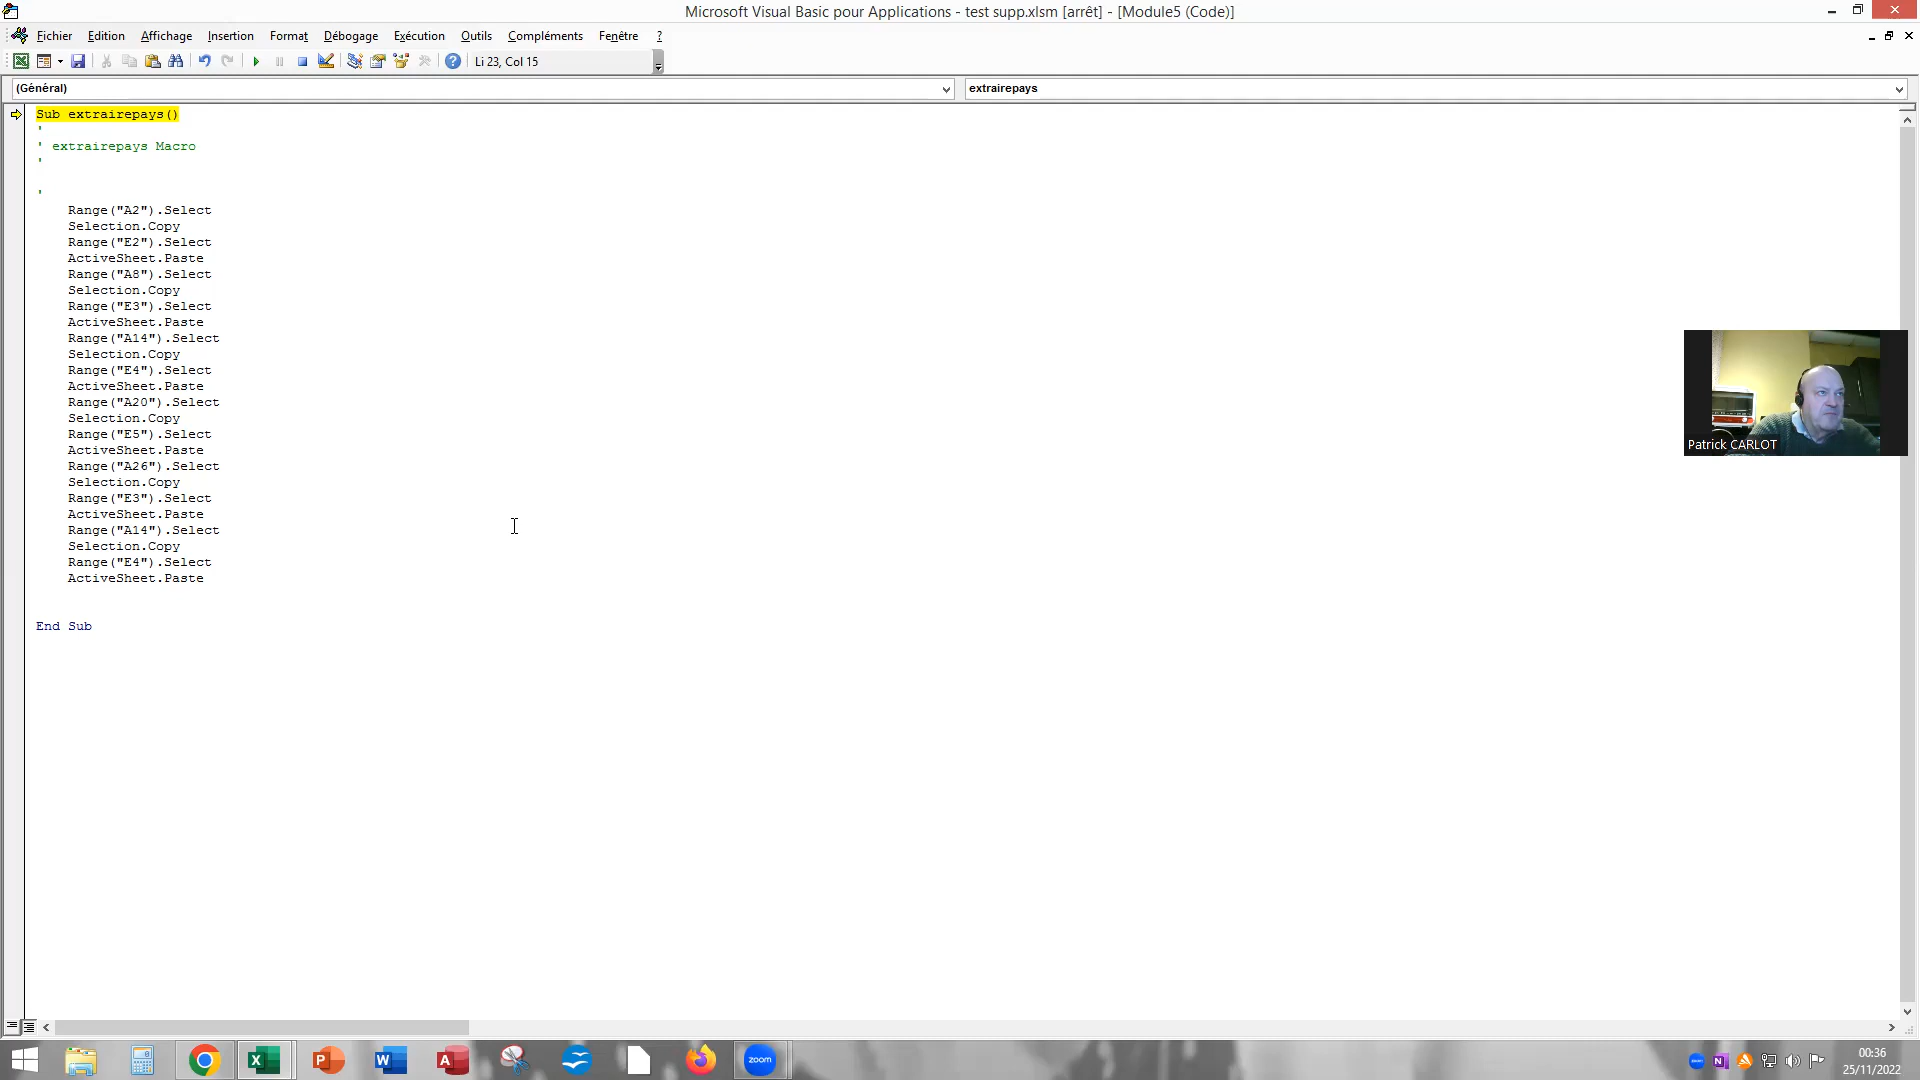 Microsoft Visual Basic pour Applications - test supp.xlsm [arrêt] - [Module5 (Code)]
Fichier Edition Affichage Insertion Format Débogage Exécution Outils Compléments Fenêtre ?
Li 23, Col 15
(Général) extrairepays
Sub extrairepays()
'
' extrairepays Macro
'
'
Range("A2").Select
Selection.Copy
Range("E2").Select
ActiveSheet.Paste
Range("A8").Select
Selection.Copy
Range("E3").Select
ActiveSheet.Paste
Range("A14").Select
Selection.Copy
Range("E4").Select
ActiveSheet.Paste
Range("A20").Select
Selection.Copy
Range("E5").Select
ActiveSheet.Paste
Range("A26").Select
Selection.Copy
Range("E3").Select
ActiveSheet.Paste
Range("A14").Select
Selection.Copy
Range("E4").Select
ActiveSheet.Paste
End Sub
Patrick CARLOT
zoom
00:36
25/11/2022